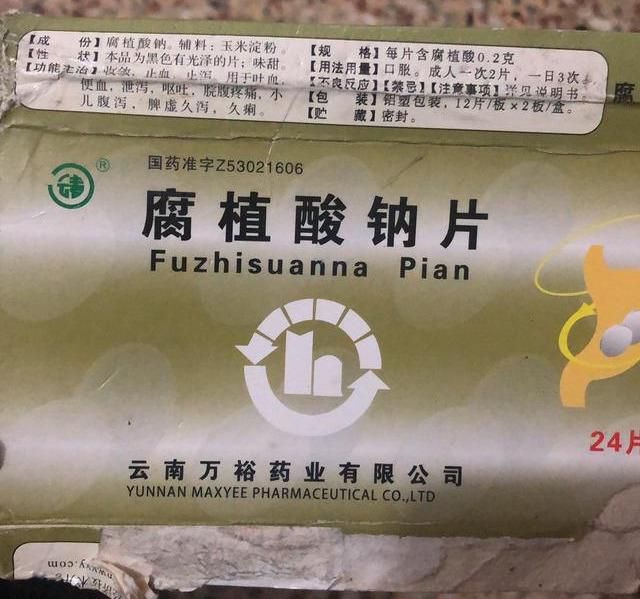 【成 份】腐植酸钠。辅料：玉米淀粉。
【性 状】本品为黑色有光泽的片；味甜
【功能主治】收敛，止血，止泻。用于吐血，
便血，泄泻，呕吐，脘腹疼痛，小
儿腹泻，脾虚久泻，久痢。
【规 格】每片含腐植酸0.2克
【用法用量】口服。成人一次2片，一日3次。
【不良反应】【禁忌】【注意事项】详见说明书。
【包 装】铝塑包装，12片/板×2板/盒。
【贮 藏】密封。
腐
®
国药准字Z53021606
腐植酸钠片
Fuzhisuanna Pian
24片
云南万裕药业有限公司
YUNNAN MAXYEE PHARMACEUTICAL CO.,LTD